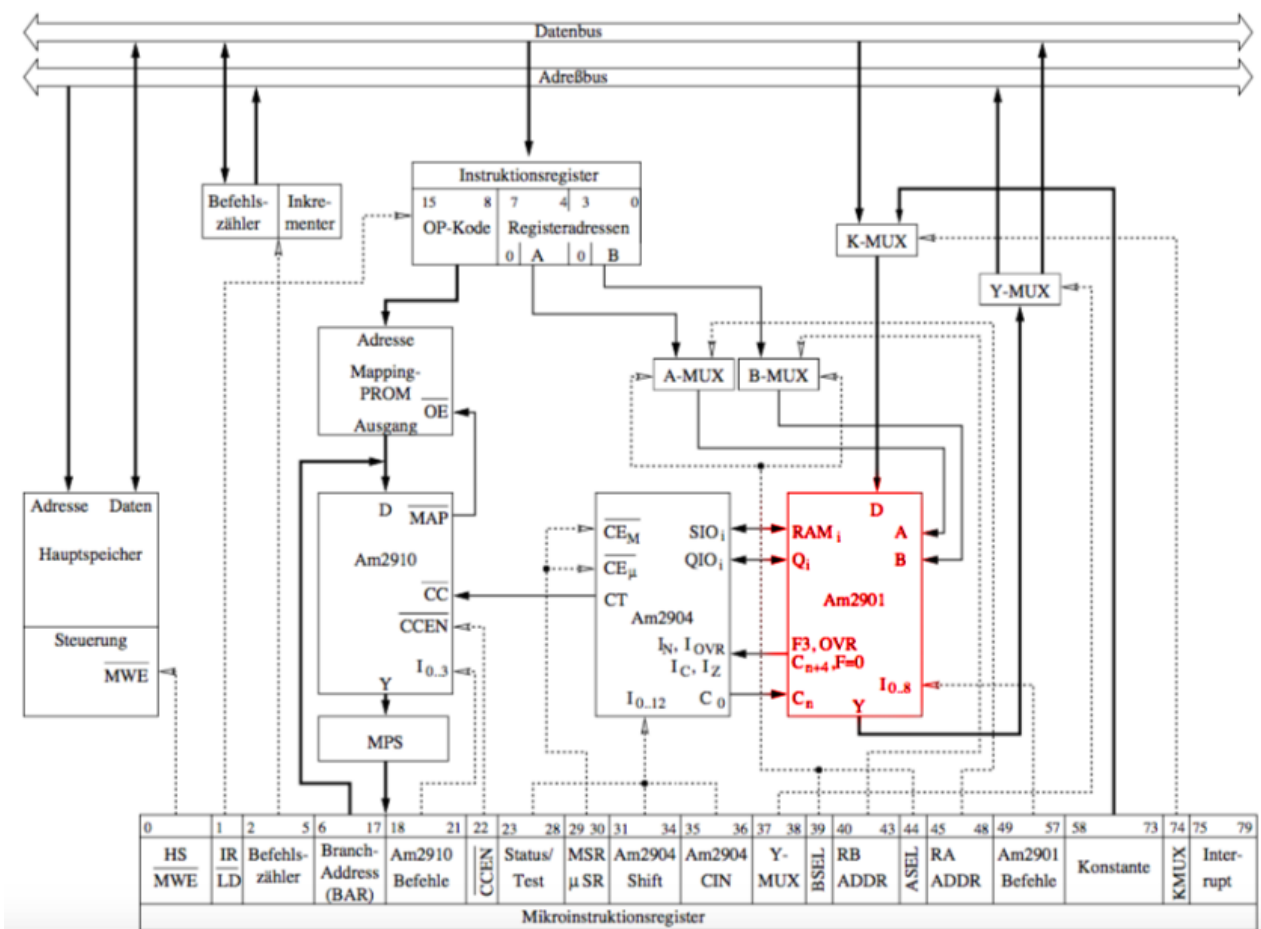 Datenbus
Adreßbus
Instruktionsregister
15 8 7 4 3 0
OP-Kode Registeradressen
0 A 0 B
Befehls-
zähler
Inkre-
menter
K-MUX
Y-MUX
Adresse
Mapping-
PROM
OE
Ausgang
A-MUX
B-MUX
Adresse Daten
Hauptspeicher
Steuerung
MWE
D MAP
Am2910
CC
CCEN
I0..3
Y
MPS
CEM SIOi
CEμ QIOi
CT
Am2904
IN, IOVR
IC, IZ
I0..12 C0
D
RAMi A
Qi B
Am2901
F3, OVR
Cn+4,F=0
I0..8
Cn
Y
0 1 2 5 6 17 18 21 22 23 28 29 30 31 34 35 36 37 38 39 40 43 44 45 48 49 57 58 73 74 75 79
HS
MWE
IR
LD
Befehls-
zähler
Branch-
Address
(BAR)
Am2910
Befehle
CCEN
Status/
Test
MSR
μ SR
Am2904
Shift
Am2904
CIN
Y-
MUX
BSEL
RB
ADDR
ASEL
RA
ADDR
Am2901
Befehle
Konstante
KMUX
Inter-
rupt
Mikroinstruktionsregister